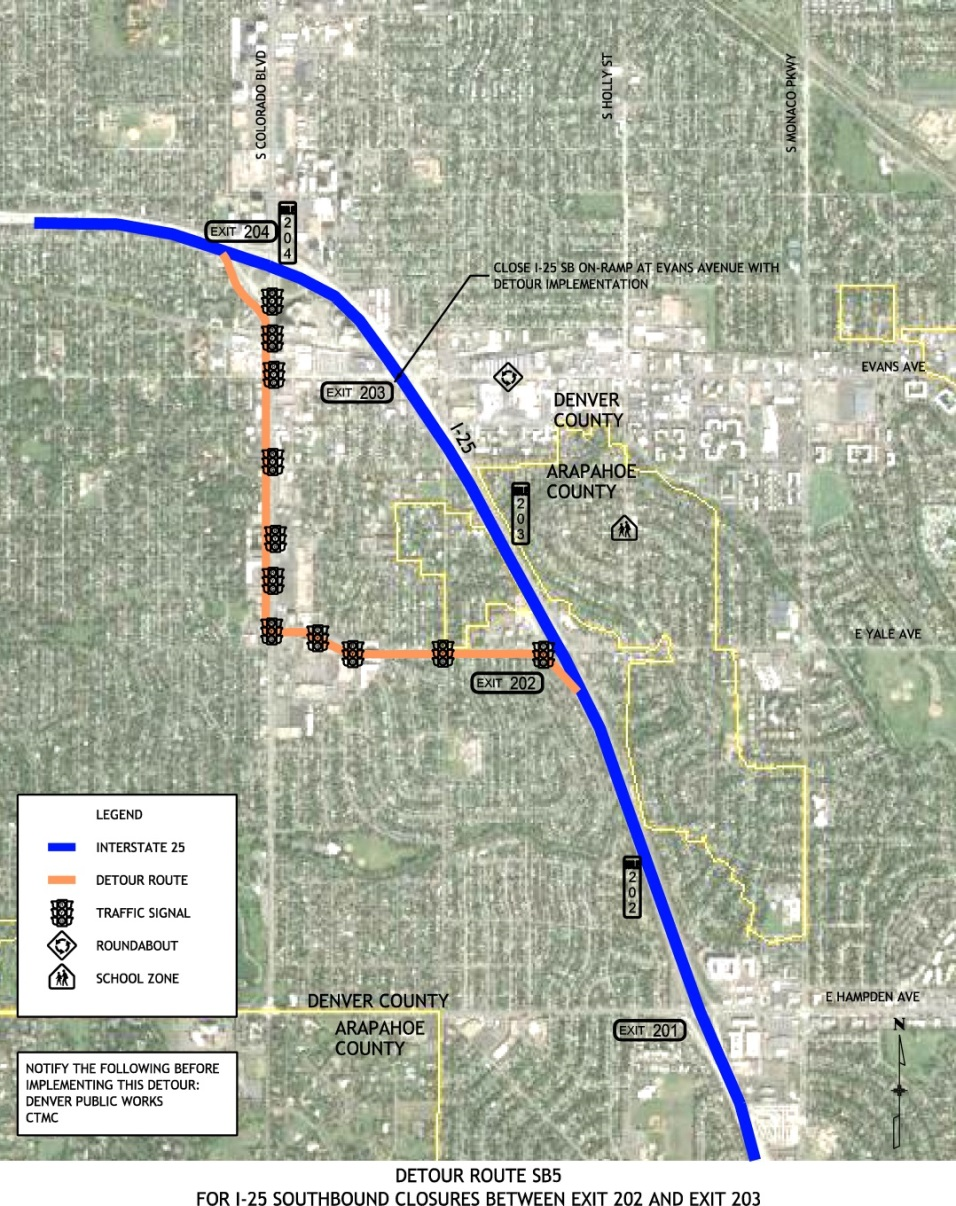 S COLORADO BLVD
S HOLLY ST
S MONACO PKWY
EXIT 204
204
CLOSE I-25 SB ON-RAMP AT EVANS AVENUE WITH
DETOUR IMPLEMENTATION
EVANS AVE
EXIT 203
DENVER
COUNTY
I-25
ARAPAHOE
COUNTY
203
E YALE AVE
EXIT 202
LEGEND
INTERSTATE 25
DETOUR ROUTE
TRAFFIC SIGNAL
ROUNDABOUT
SCHOOL ZONE
202
E HAMPDEN AVE
DENVER COUNTY
ARAPAHOE
COUNTY
EXIT 201
N
NOTIFY THE FOLLOWING BEFORE
IMPLEMENTING THIS DETOUR:
DENVER PUBLIC WORKS
CTMC
DETOUR ROUTE SB5
FOR I-25 SOUTHBOUND CLOSURES BETWEEN EXIT 202 AND EXIT 203